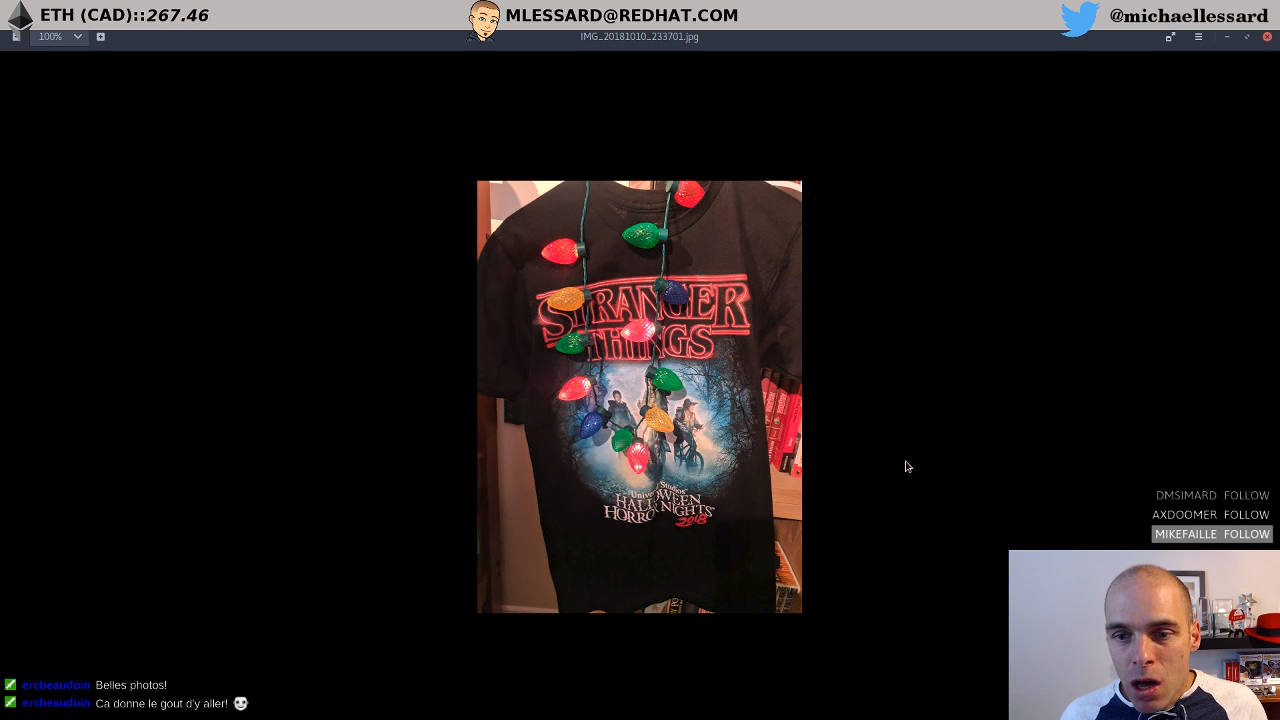 ETH (CAD)::267.46
MLESSARD@REDHAT.COM
@michaellessard
100%
IMG_20181010_233701.jpg
STRANGER
THINGS
Studios
HALLOWEEN
HORROR NIGHTS
2018
DMSIMARD FOLLOW
AXDOOMER FOLLOW
MIKEFAILLE FOLLOW
ercbeaudoin Belles photos!
ercbeaudoin Ca donne le gout d'y aller!